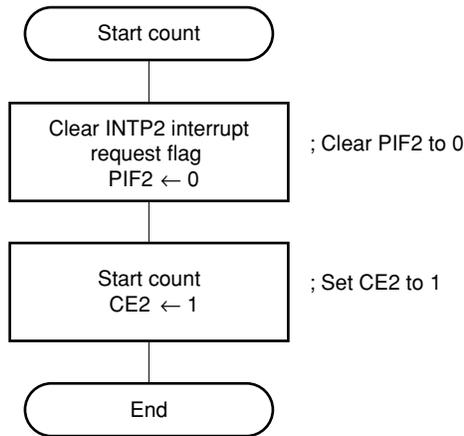 Start count
Clear INTP2 interrupt
request flag
PIF2 ← 0
; Clear PIF2 to 0
Start count
CE2 ← 1
; Set CE2 to 1
End